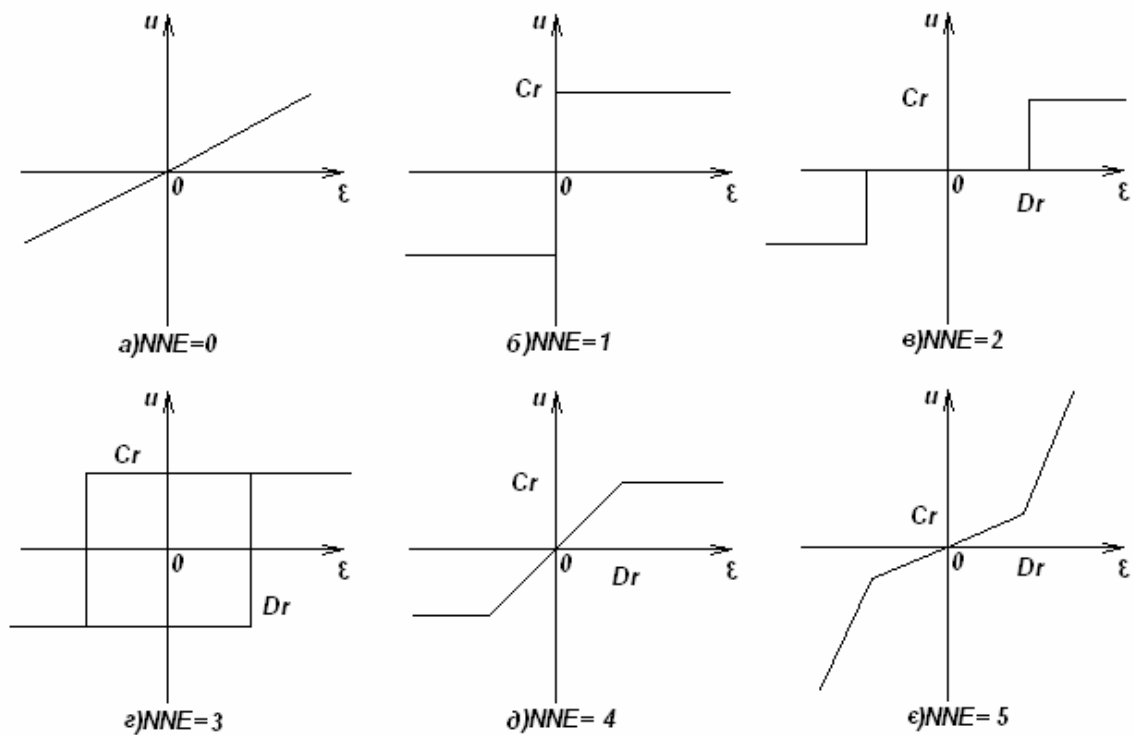 u
0
ε
а)NNE=0
u
Cr
0
ε
б)NNE=1
u
Cr
0
Dr
ε
в)NNE=2
u
Cr
0
ε
Dr
г)NNE=3
u
Cr
0
Dr
ε
д)NNE= 4
u
Cr
0
Dr
ε
є)NNE= 5